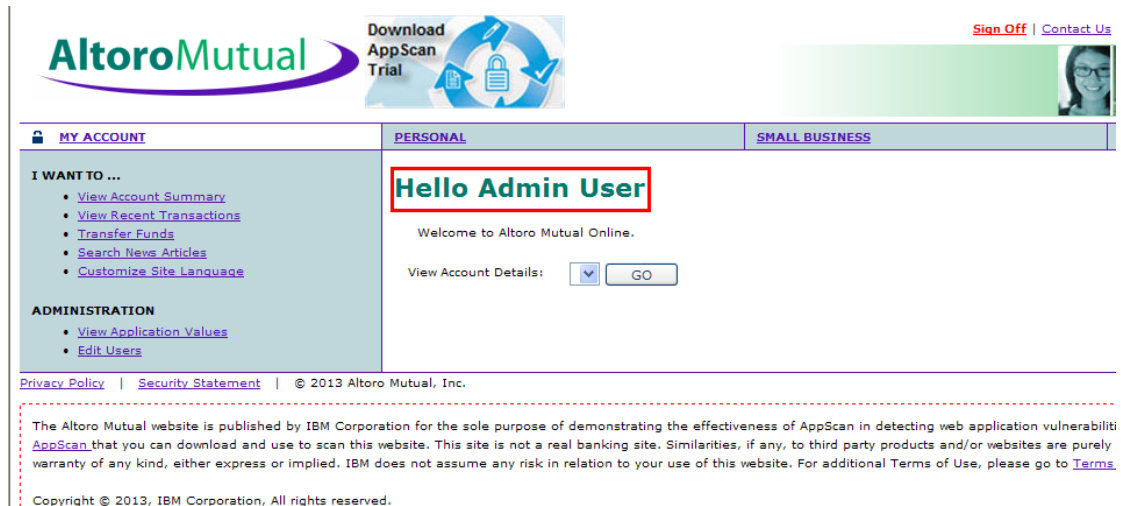 AltoroMutual
Download
AppScan
Trial
Sign Off | Contact Us
MY ACCOUNT
PERSONAL
SMALL BUSINESS
I WANT TO ...
• View Account Summary
• View Recent Transactions
• Transfer Funds
• Search News Articles
• Customize Site Language
ADMINISTRATION
• View Application Values
• Edit Users
Hello Admin User
Welcome to Altoro Mutual Online.
View Account Details: GO
Privacy Policy | Security Statement | © 2013 Altoro Mutual, Inc.
The Altoro Mutual website is published by IBM Corporation for the sole purpose of demonstrating the effectiveness of AppScan in detecting web application vulnerabiliti
AppScan that you can download and use to scan this website. This site is not a real banking site. Similarities, if any, to third party products and/or websites are purely
warranty of any kind, either express or implied. IBM does not assume any risk in relation to your use of this website. For additional Terms of Use, please go to Terms
Copyright © 2013, IBM Corporation, All rights reserved.